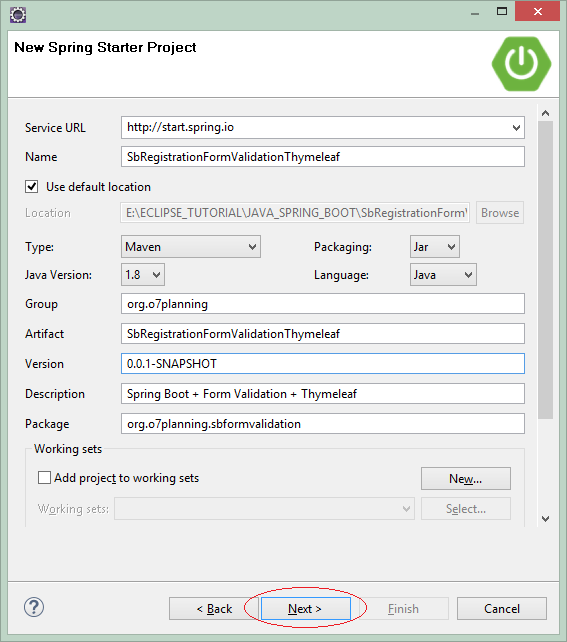 New Spring Starter Project
Service URL http://start.spring.io
Name SbRegistrationFormValidationThymeleaf
Use default location
Location E:\ECLIPSE_TUTORIAL\JAVA_SPRING_BOOT\SbRegistrationForm Browse
Type: Maven Packaging: Jar
Java Version: 1.8 Language: Java
Group org.o7planning
Artifact SbRegistrationFormValidationThymeleaf
Version 0.0.1-SNAPSHOT
Description Spring Boot + Form Validation + Thymeleaf
Package org.o7planning.sbformvalidation
Working sets
Add project to working sets New...
Working sets: Select...
? < Back Next > Finish Cancel